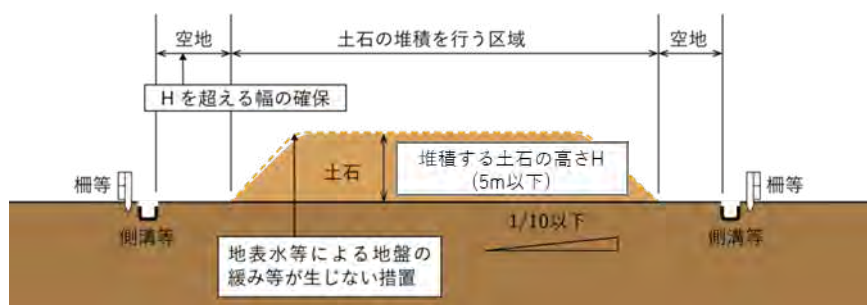 空地
土石の堆積を行う区域
空地
Hを超える幅の確保
土石
堆積する土石の高さH
(5m以下)
柵等
柵等
側溝等
1/10以下
側溝等
地表水等による地盤の
緩み等が生じない措置